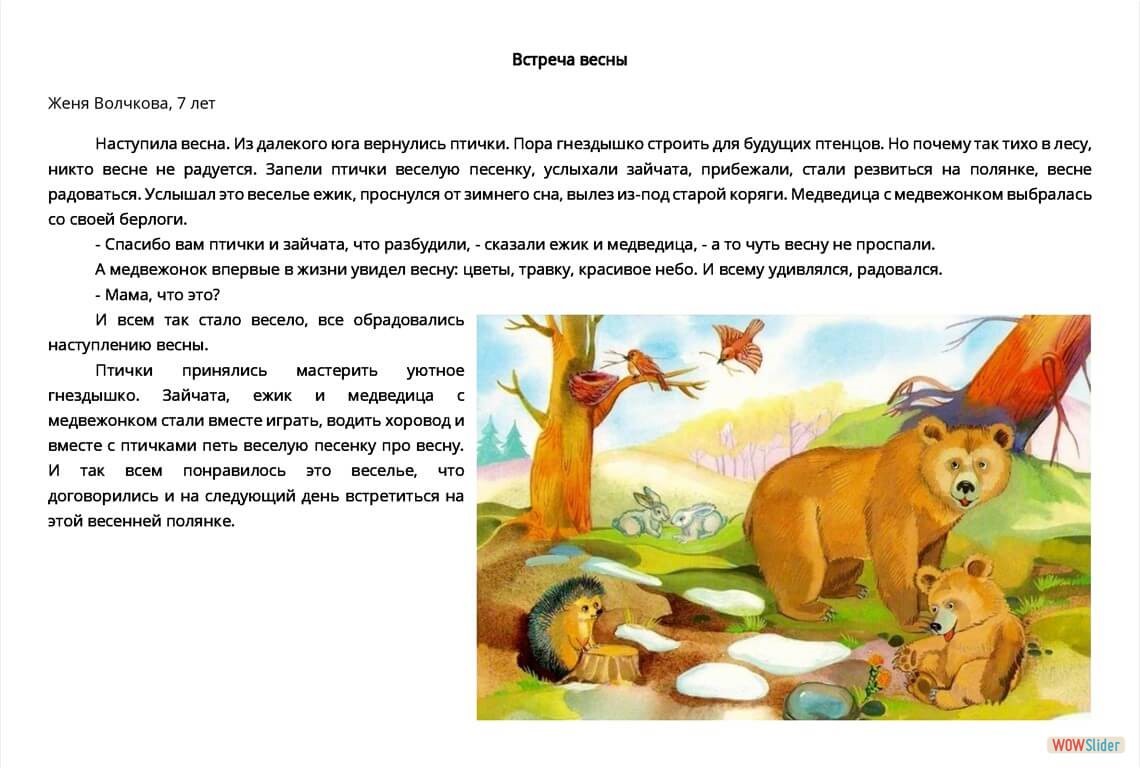 Встреча весны
Женя Волчкова, 7 лет
Наступила весна. Из далекого юга вернулись птички. Пора гнездышко строить для будущих птенцов. Но почему так тихо в лесу,
никто весне не радуется. Запели птички веселую песенку, услыхали зайчата, прибежали, стали резвиться на полянке, весне
радоваться. Услышал это веселье ежик, проснулся от зимнего сна, вылез из-под старой коряги. Медведица с медвежонком выбралась
со своей берлоги.
- Спасибо вам птички и зайчата, что разбудили, - сказали ежик и медведица, - а то чуть весну не проспали.
А медвежонок впервые в жизни увидел весну: цветы, травку, красивое небо. И всему удивлялся, радовался.
- Мама, что это?
И всем так стало весело, все обрадовались
наступлению весны.
Птички принялись мастерить уютное
гнездышко. Зайчата, ежик и медведица с
медвежонком стали вместе играть, водить хоровод и
вместе с птичками петь веселую песенку про весну.
И так всем понравилось это веселье, что
договорились и на следующий день встретиться на
этой весенней полянке.
WOWSlider